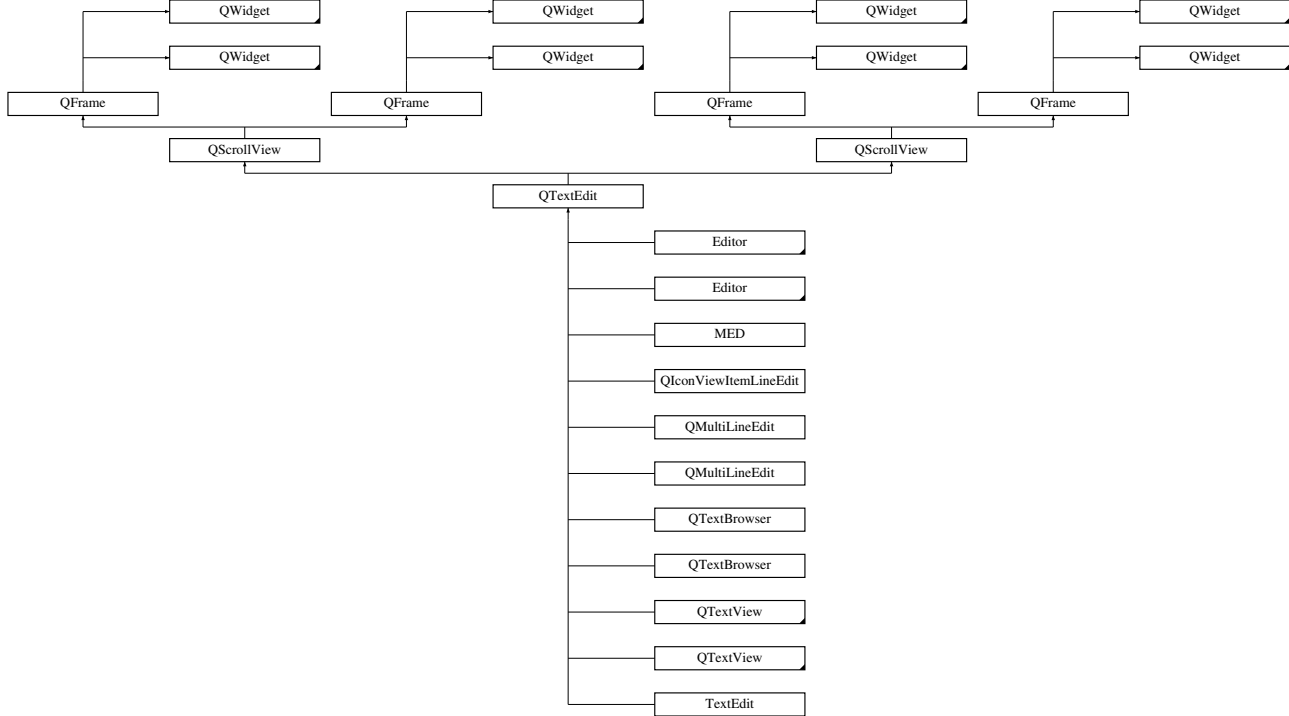 QWidget QWidget QWidget QWidget
QWidget QWidget QWidget QWidget
QFrame QFrame QFrame QFrame
QScrollView QScrollView
QTextEdit
Editor
Editor
MED
QIconViewItemLineEdit
QMultiLineEdit
QMultiLineEdit
QTextBrowser
QTextBrowser
QTextView
QTextView
TextEdit